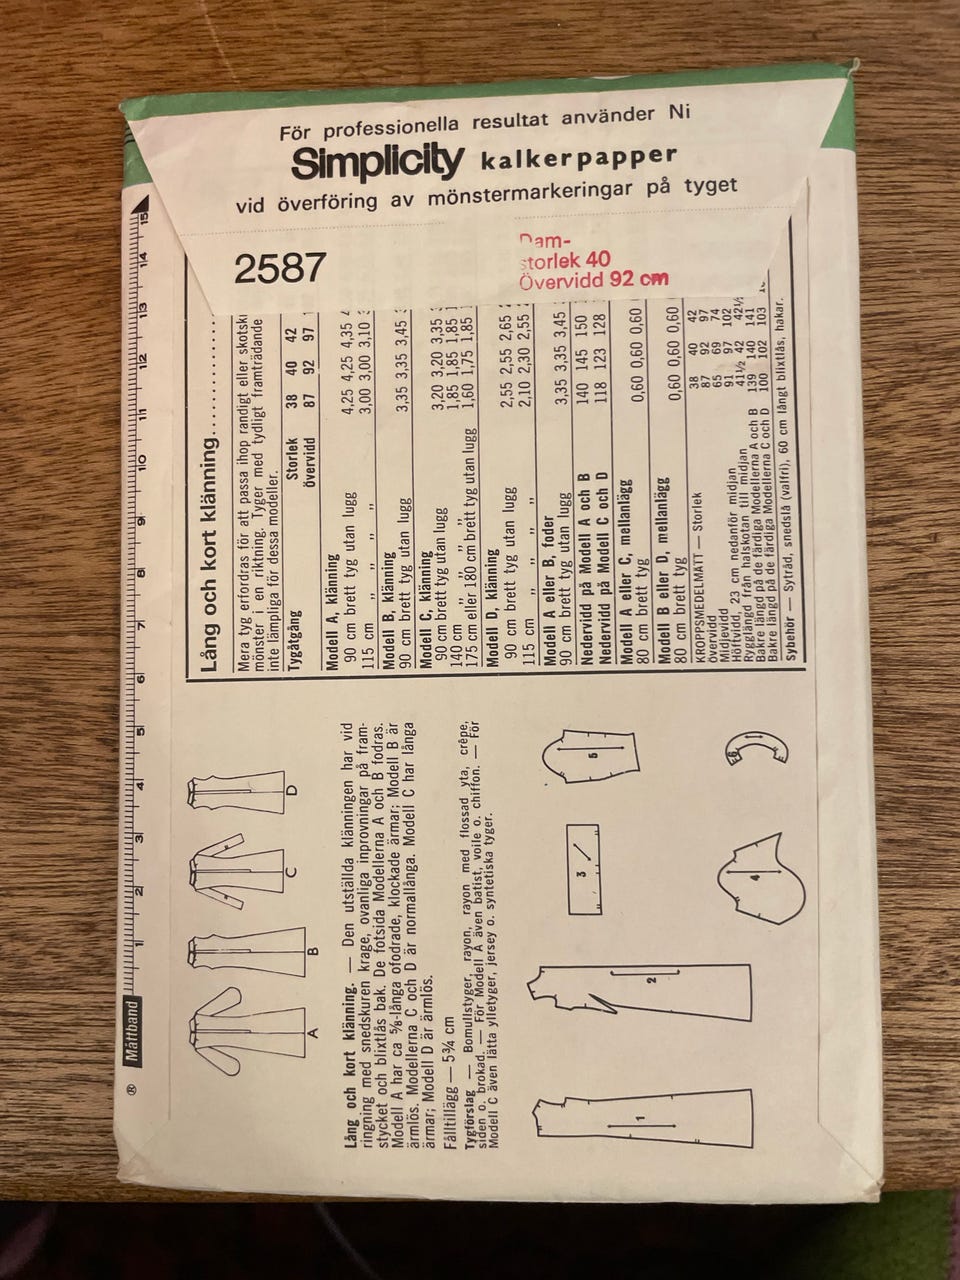 För professionella resultat använder Ni
Simplicity kalkerpapper
vid överföring av mönstermarkeringar på tyget
2587
Dam-
storlek 40
Övervidd 92 cm
Lång och kort klänning
Mera tyg erfordras för att passa ihop randigt eller
mönster i en riktning. Tyger med tydligt framträdande
inte lämpliga för dessa modeller.
Tygåtgång Storlek 38 40 42
övervidd 87 92 97
Modell A, klänning
90 cm brett tyg utan lugg 4,25 4,25 4,35
115 cm „ „ „ „ 3,00 3,00 3,10
Modell B, klänning
90 cm brett tyg utan lugg 3,35 3,35 3,45
Modell C, klänning
90 cm brett tyg utan lugg 3,20 3,20 3,35
140 cm „ „ „ 1,85 1,85 1,85
175 cm eller 180 cm brett tyg utan lugg 1,60 1,75 1,85
Modell D, klänning
90 cm brett tyg utan lugg 2,55 2,55 2,65
115 cm „ „ „ „ 2,10 2,30 2,55
Modell A eller B, foder
90 cm brett tyg utan lugg 3,35 3,35 3,45
Nedervidd på Modell A och B 140 145 150
Nedervidd på Modell C och D 118 123 128
Modell A eller C, mellanlägg
80 cm brett tyg 0,60 0,60 0,60
Modell B eller D, mellanlägg
80 cm brett tyg 0,60 0,60 0,60
KROPPSMEDELMÅTT — Storlek 38 40 42
övervidd 87 92 97
Midjevidd 65 69 74
Höftvidd, 23 cm nedanför midjan 91 97 102
Rygglängd från halskotan till midjan 41½ 42 42½
Bakre längd på de färdiga Modellerna A och B 139 140 141
Bakre längd på de färdiga Modellerna C och D 100 102 103
Sybehör — Sytråd, snedslå (valfri), 60 cm långt blixtlås, hakar.
® Måttband 1 2 3 4 5 6 7 8 9 10 11 12 13 14 15
A B C D
Lång och kort klänning. — Den utställda klänningen har vid
ringning med snedskuren krage, ovanliga inprovningar på fram-
stycket och blixtlås bak. De fotsida Modellerna A och B fodras.
Modell A har ca ⅝-långa ofodrade, klockade ärmar; Modell B är
ärmlös. Modellerna C och D är normallånga. Modell C har långa
ärmar; Modell D är ärmlös.
Fålltillägg — 5¾ cm
Tygförslag — Bomullstyger, rayon, rayon med flossad yta, crêpe,
siden o. brokad. — För Modell A även batist, voile o. chiffon. — För
Modell C även lätta ylletyger, jersey o. syntetiska tyger.
1 2 3 4 5 6